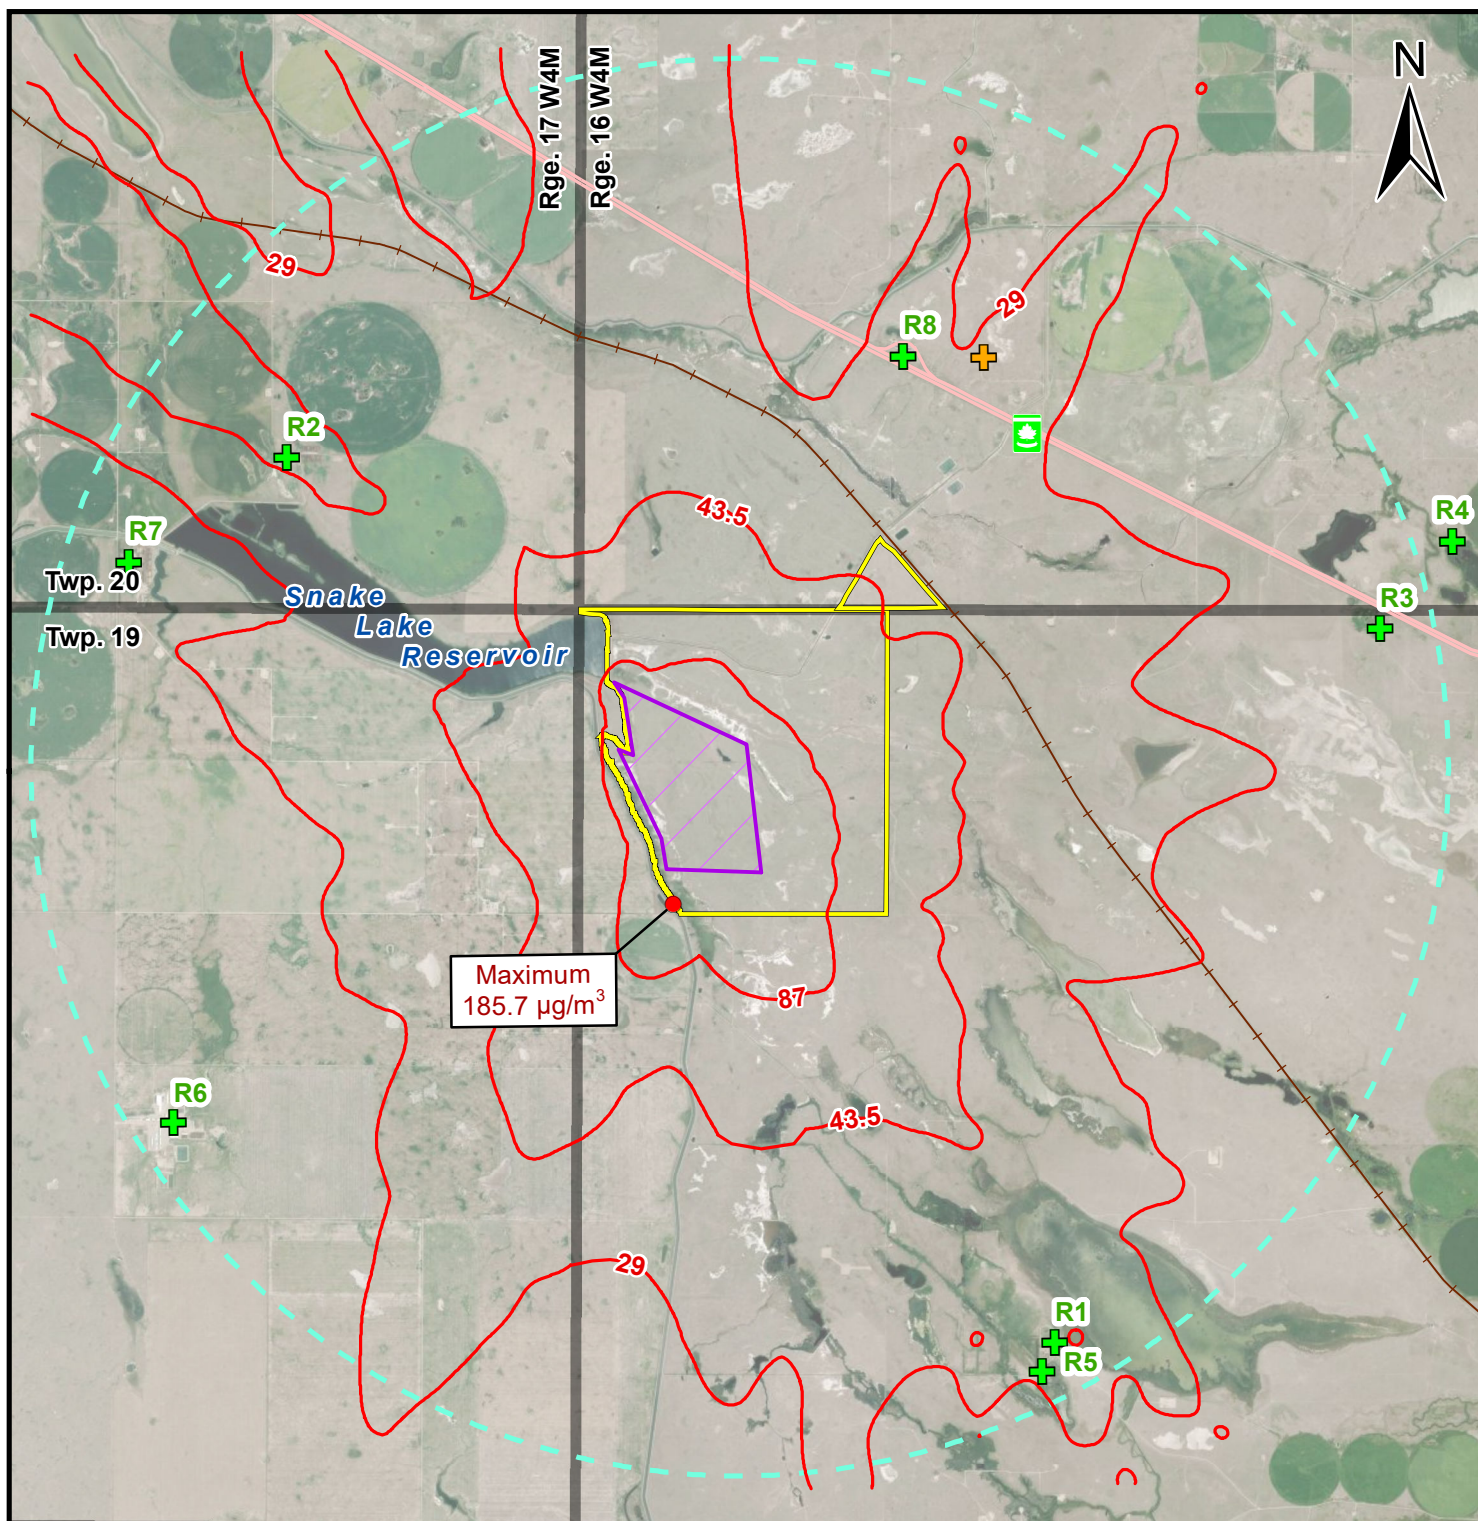 N
Rge. 17 W4M
Rge. 16 W4M
29
29
R8
R2
43.5
R4
R7
Twp. 20
Snake
Lake
Reservoir
R3
Twp. 19
Maximum
185.7 µg/m³
87
R6
43.5
29
R1
R5